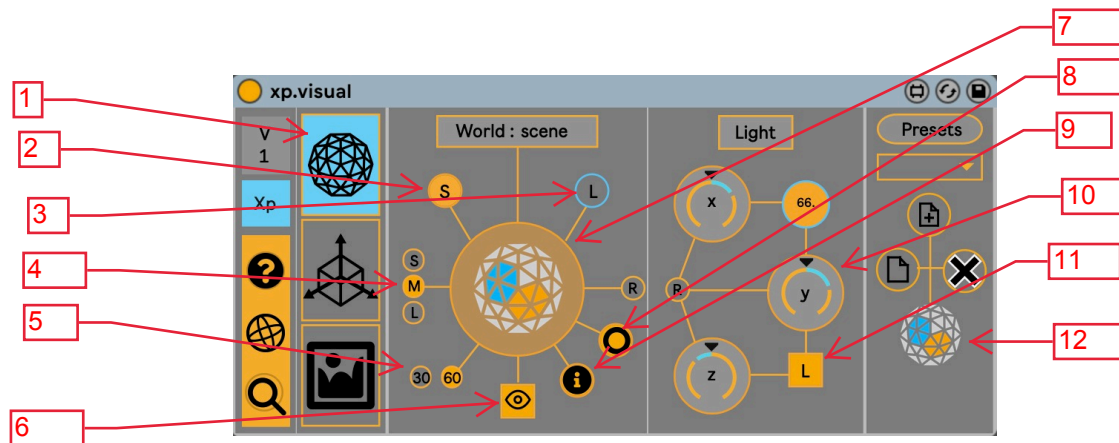 7
8
xp.visual
1
V
1
World : scene
Light
Presets
9
2
S
L
x
66.
Xp
3
10
S
M
L
R
R
y
4
?
11
5
30
60
i
z
L
12
6